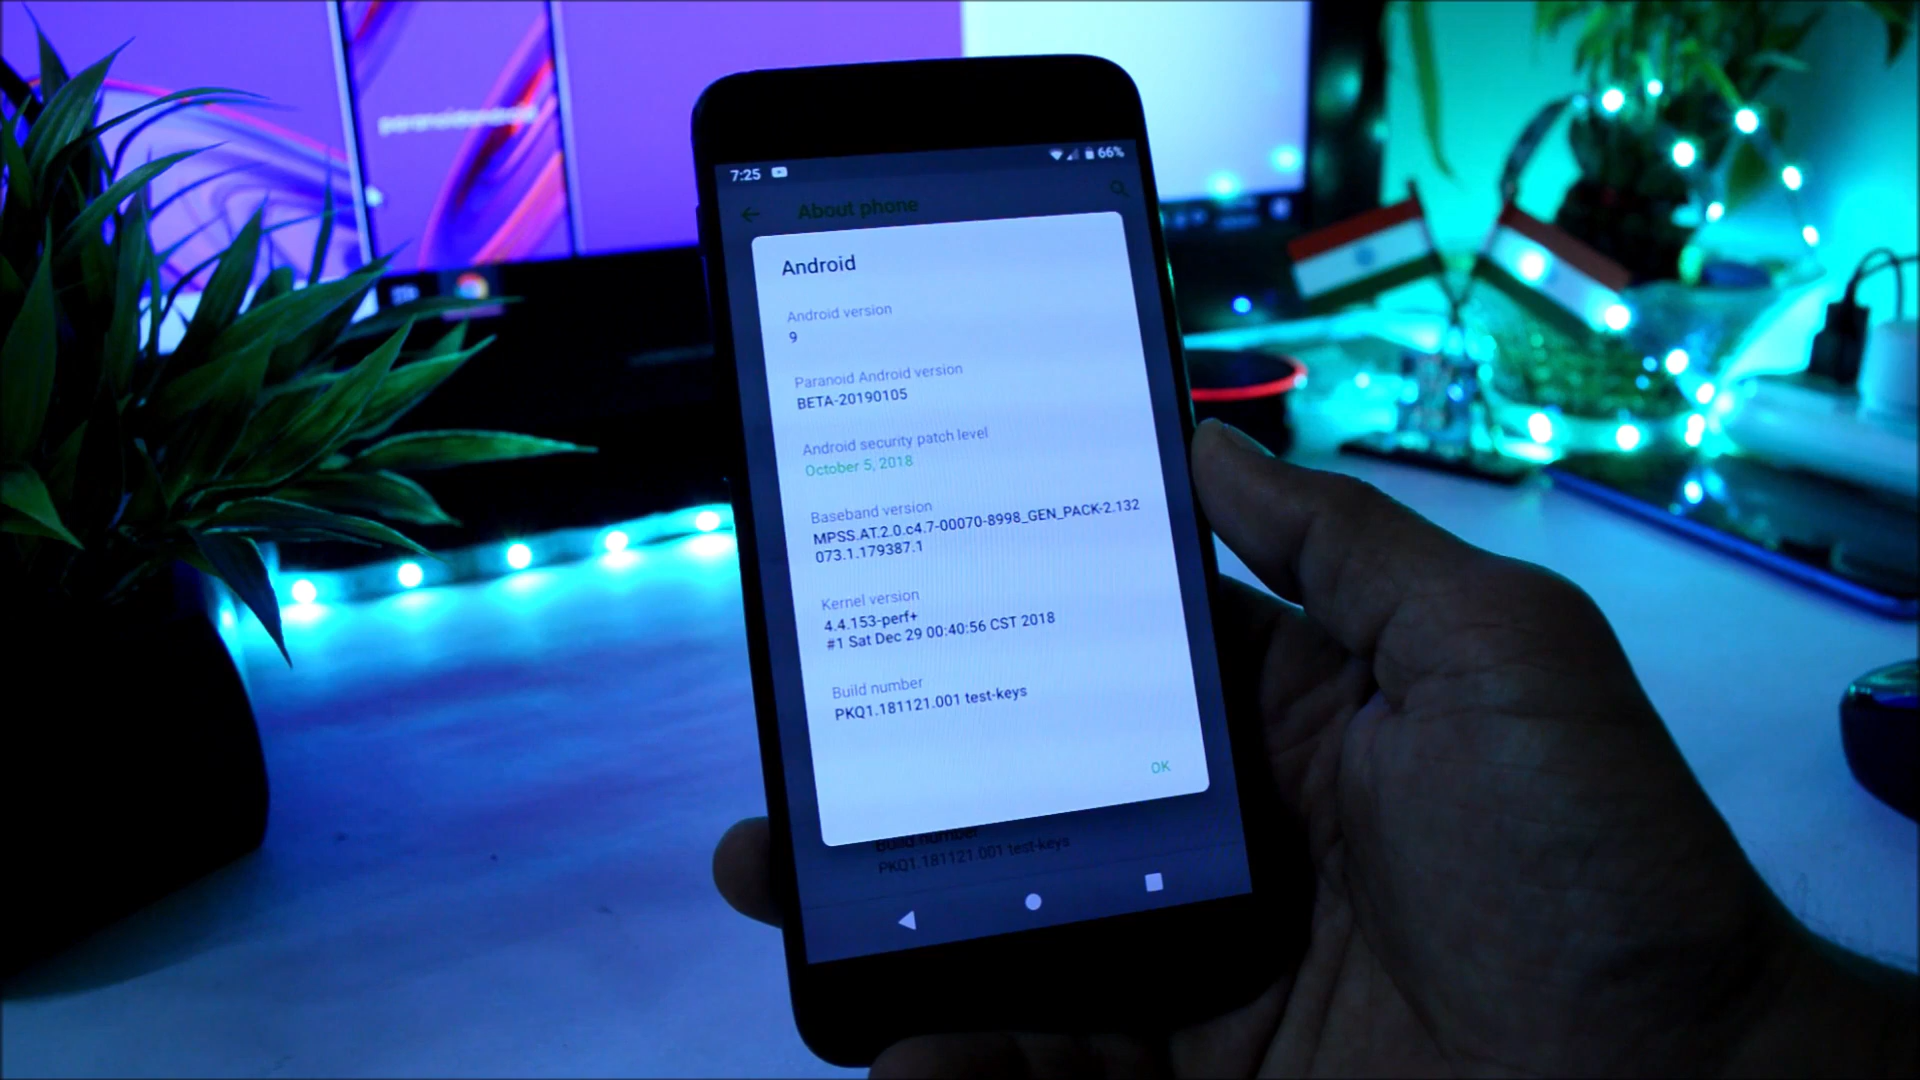 paranoidandroid
7:25
66%
About phone
Android
Android version
9
Paranoid Android version
BETA-20190105
Android security patch level
October 5, 2018
Baseband version
MPSS.AT.2.0.c4.7-00070-8998_GEN_PACK-2.132
073.1.179387.1
Kernel version
4.4.153-perf+
#1 Sat Dec 29 00:40:56 CST 2018
Build number
PKQ1.181121.001 test-keys
OK
Build number
PKQ1.181121.001 test-keys